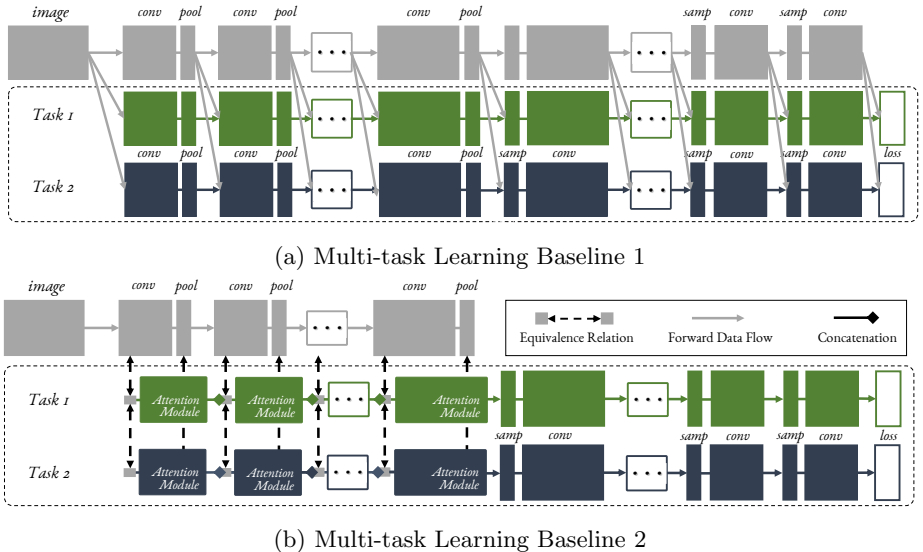 image conv pool conv pool conv pool samp conv samp conv
Task 1
conv pool conv pool conv pool samp conv samp conv samp conv loss
Task 2
(a) Multi-task Learning Baseline 1
image conv pool conv pool conv pool
Equivalence Relation Forward Data Flow Concatenation
Task 1 Attention Module Attention Module Attention Module
samp conv samp conv samp conv loss
Task 2 Attention Module Attention Module Attention Module
(b) Multi-task Learning Baseline 2